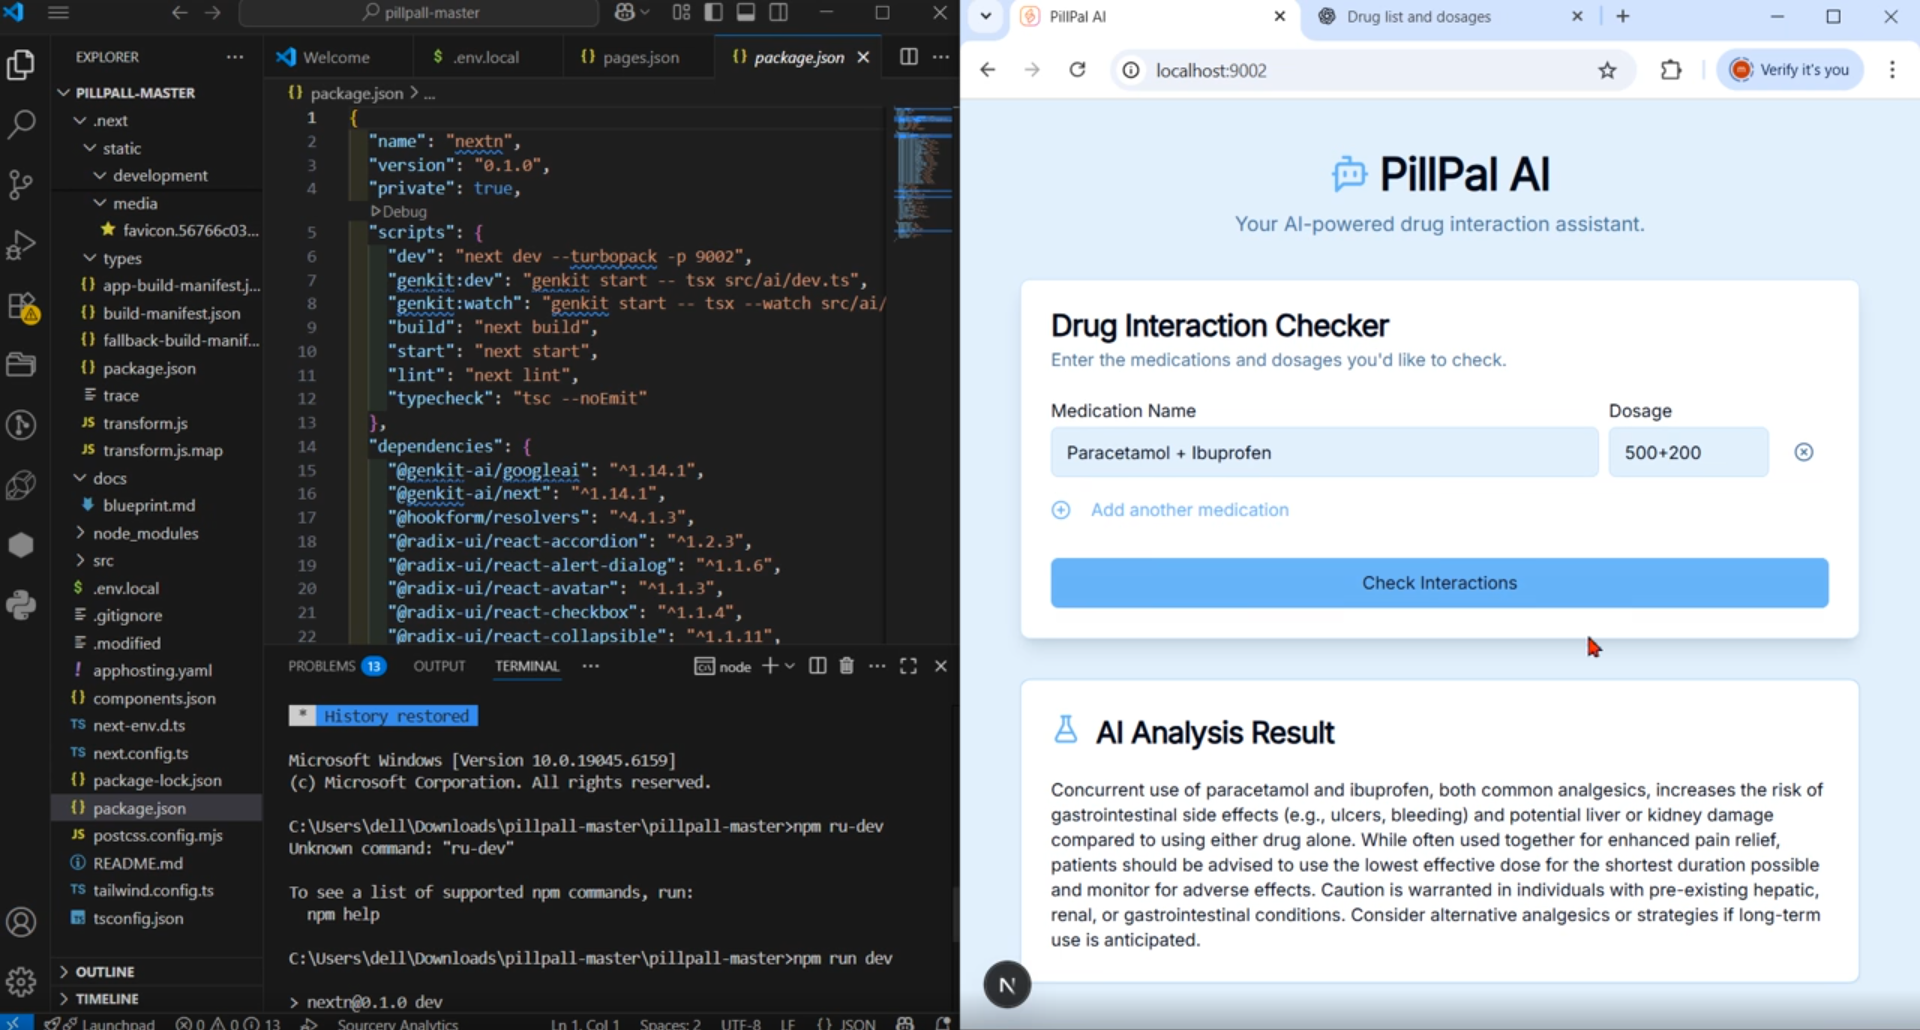 pillpall-master
EXPLORER
PILLPALL-MASTER
.next
static
development
media
favicon.56766c03...
types
app-build-manifest.j...
build-manifest.json
fallback-build-manif...
package.json
trace
transform.js
transform.js.map
docs
blueprint.md
node_modules
src
.env.local
.gitignore
.modified
apphosting.yaml
components.json
next-env.d.ts
next.config.ts
package-lock.json
package.json
postcss.config.mjs
README.md
tailwind.config.ts
tsconfig.json
OUTLINE
TIMELINE
Welcome
$ .env.local
{} pages.json
{} package.json
{} package.json > ...
1 {
2 "name": "nextn",
3 "version": "0.1.0",
4 "private": true,
Debug
5 "scripts": {
6 "dev": "next dev --turbopack -p 9002",
7 "genkit:dev": "genkit start -- tsx src/ai/dev.ts",
8 "genkit:watch": "genkit start -- tsx --watch src/ai/
9 "build": "next build",
10 "start": "next start",
11 "lint": "next lint",
12 "typecheck": "tsc --noEmit"
13 },
14 "dependencies": {
15 "@genkit-ai/googleai": "^1.14.1",
16 "@genkit-ai/next": "^1.14.1",
17 "@hookform/resolvers": "^4.1.3",
18 "@radix-ui/react-accordion": "^1.2.3",
19 "@radix-ui/react-alert-dialog": "^1.1.6",
20 "@radix-ui/react-avatar": "^1.1.3",
21 "@radix-ui/react-checkbox": "^1.1.4",
22 "@radix-ui/react-collapsible": "^1.1.11",
PROBLEMS 13 OUTPUT TERMINAL ... node
* History restored
Microsoft Windows [Version 10.0.19045.6159]
(c) Microsoft Corporation. All rights reserved.
C:\Users\dell\Downloads\pillpall-master\pillpall-master>npm ru-dev
Unknown command: "ru-dev"
To see a list of supported npm commands, run:
npm help
C:\Users\dell\Downloads\pillpall-master\pillpall-master>npm run dev
> nextn@0.1.0 dev
Launchpad 0 0 13 Sourcery Analytics Ln 1, Col 1 Spaces: 2 UTF-8 LF {} JSON
PillPal AI
Drug list and dosages
localhost:9002
Verify it's you
PillPal AI
Your AI-powered drug interaction assistant.
Drug Interaction Checker
Enter the medications and dosages you'd like to check.
Medication Name Dosage
Paracetamol + Ibuprofen 500+200
Add another medication
Check Interactions
AI Analysis Result
Concurrent use of paracetamol and ibuprofen, both common analgesics, increases the risk of
gastrointestinal side effects (e.g., ulcers, bleeding) and potential liver or kidney damage
compared to using either drug alone. While often used together for enhanced pain relief,
patients should be advised to use the lowest effective dose for the shortest duration possible
and monitor for adverse effects. Caution is warranted in individuals with pre-existing hepatic,
renal, or gastrointestinal conditions. Consider alternative analgesics or strategies if long-term
use is anticipated.
N